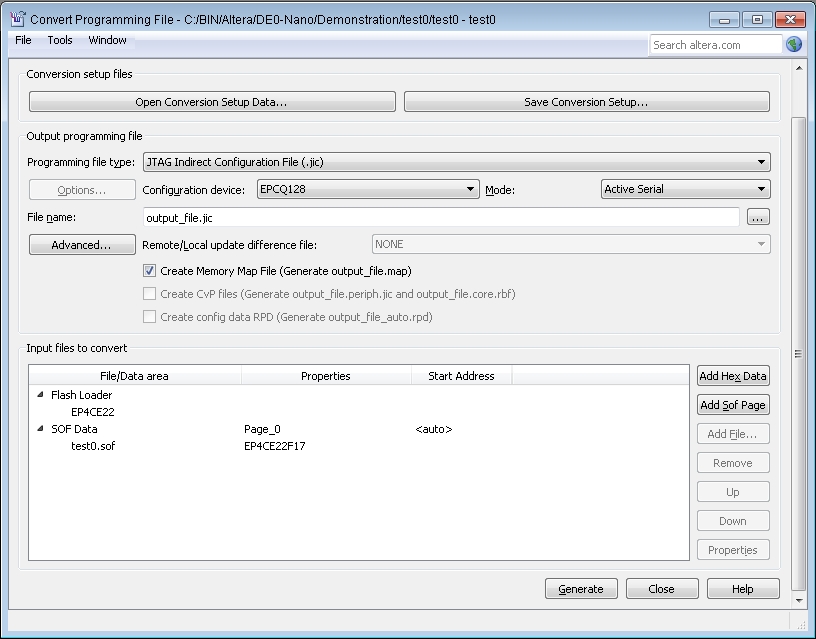 Convert Programming File - C:/BIN/Altera/DE0-Nano/Demonstration/test0/test0 - test0
File Tools Window
Search altera.com
Conversion setup files
Open Conversion Setup Data... Save Conversion Setup...
Output programming file
Programming file type: JTAG Indirect Configuration File (.jic)
Options... Configuration device: EPCQ128 Mode: Active Serial
File name: output_file.jic ...
Advanced... Remote/Local update difference file: NONE
Create Memory Map File (Generate output_file.map)
Create CvP files (Generate output_file.periph.jic and output_file.core.rbf)
Create config data RPD (Generate output_file_auto.rpd)
Input files to convert
File/Data area Properties Start Address
Flash Loader
EP4CE22
SOF Data Page_0 <auto>
test0.sof EP4CE22F17
Add Hex Data
Add Sof Page
Add File...
Remove
Up
Down
Properties
Generate Close Help